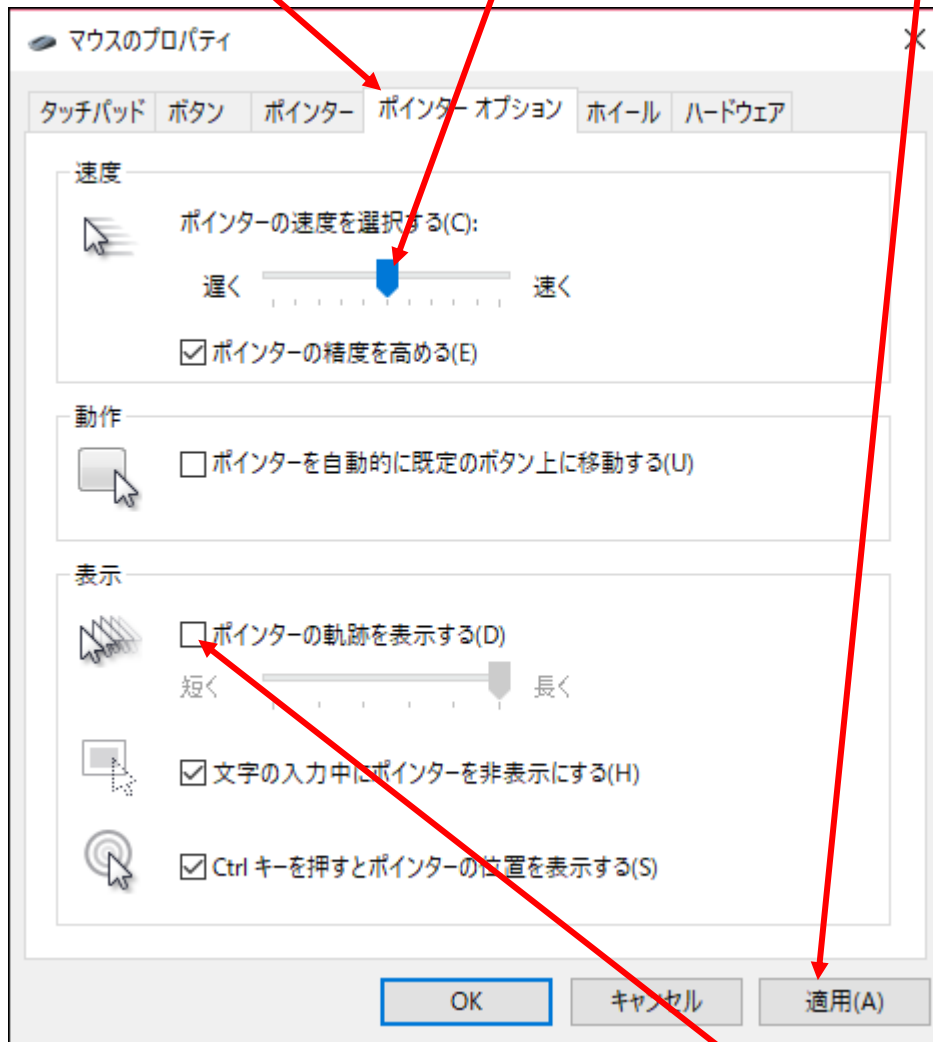 マウスのプロパティ
タッチパッド ボタン ポインター ポインター オプション ホイール ハードウェア
速度
ポインターの速度を選択する(C):
遅く 速く
ポインターの精度を高める(E)
動作
ポインターを自動的に既定のボタン上に移動する(U)
表示
ポインターの軌跡を表示する(D)
短く 長く
文字の入力中にポインターを非表示にする(H)
Ctrl キーを押すとポインターの位置を表示する(S)
OK キャンセル 適用(A)